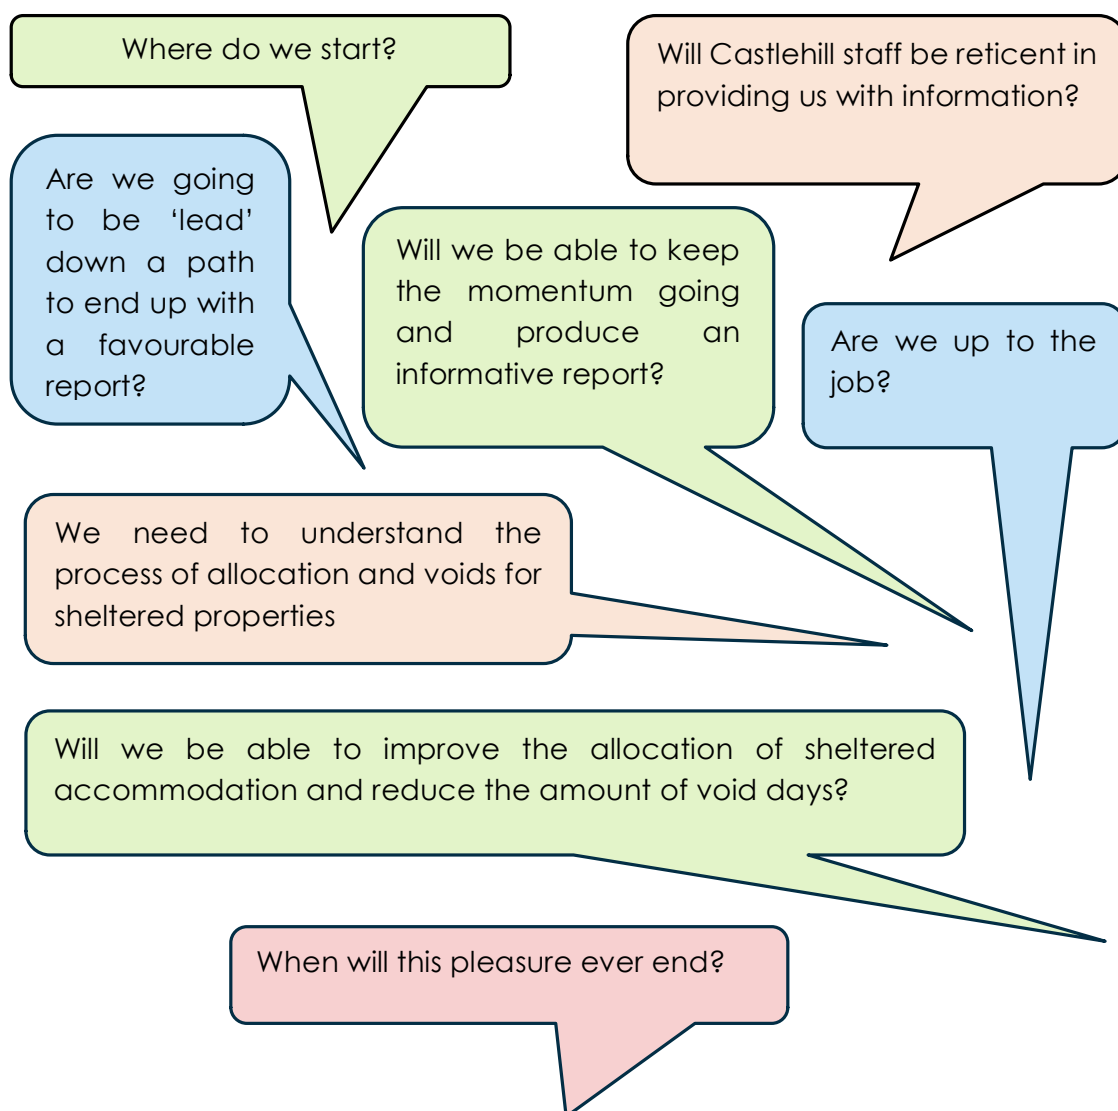 Where do we start?
Will Castlehill staff be reticent in
providing us with information?
Are we going
to be ‘lead’
down a path
to end up with
a favourable
report?
Will we be able to keep
the momentum going
and produce an
informative report?
Are we up to the
job?
We need to understand the
process of allocation and voids for
sheltered properties
Will we be able to improve the allocation of sheltered
accommodation and reduce the amount of void days?
When will this pleasure ever end?